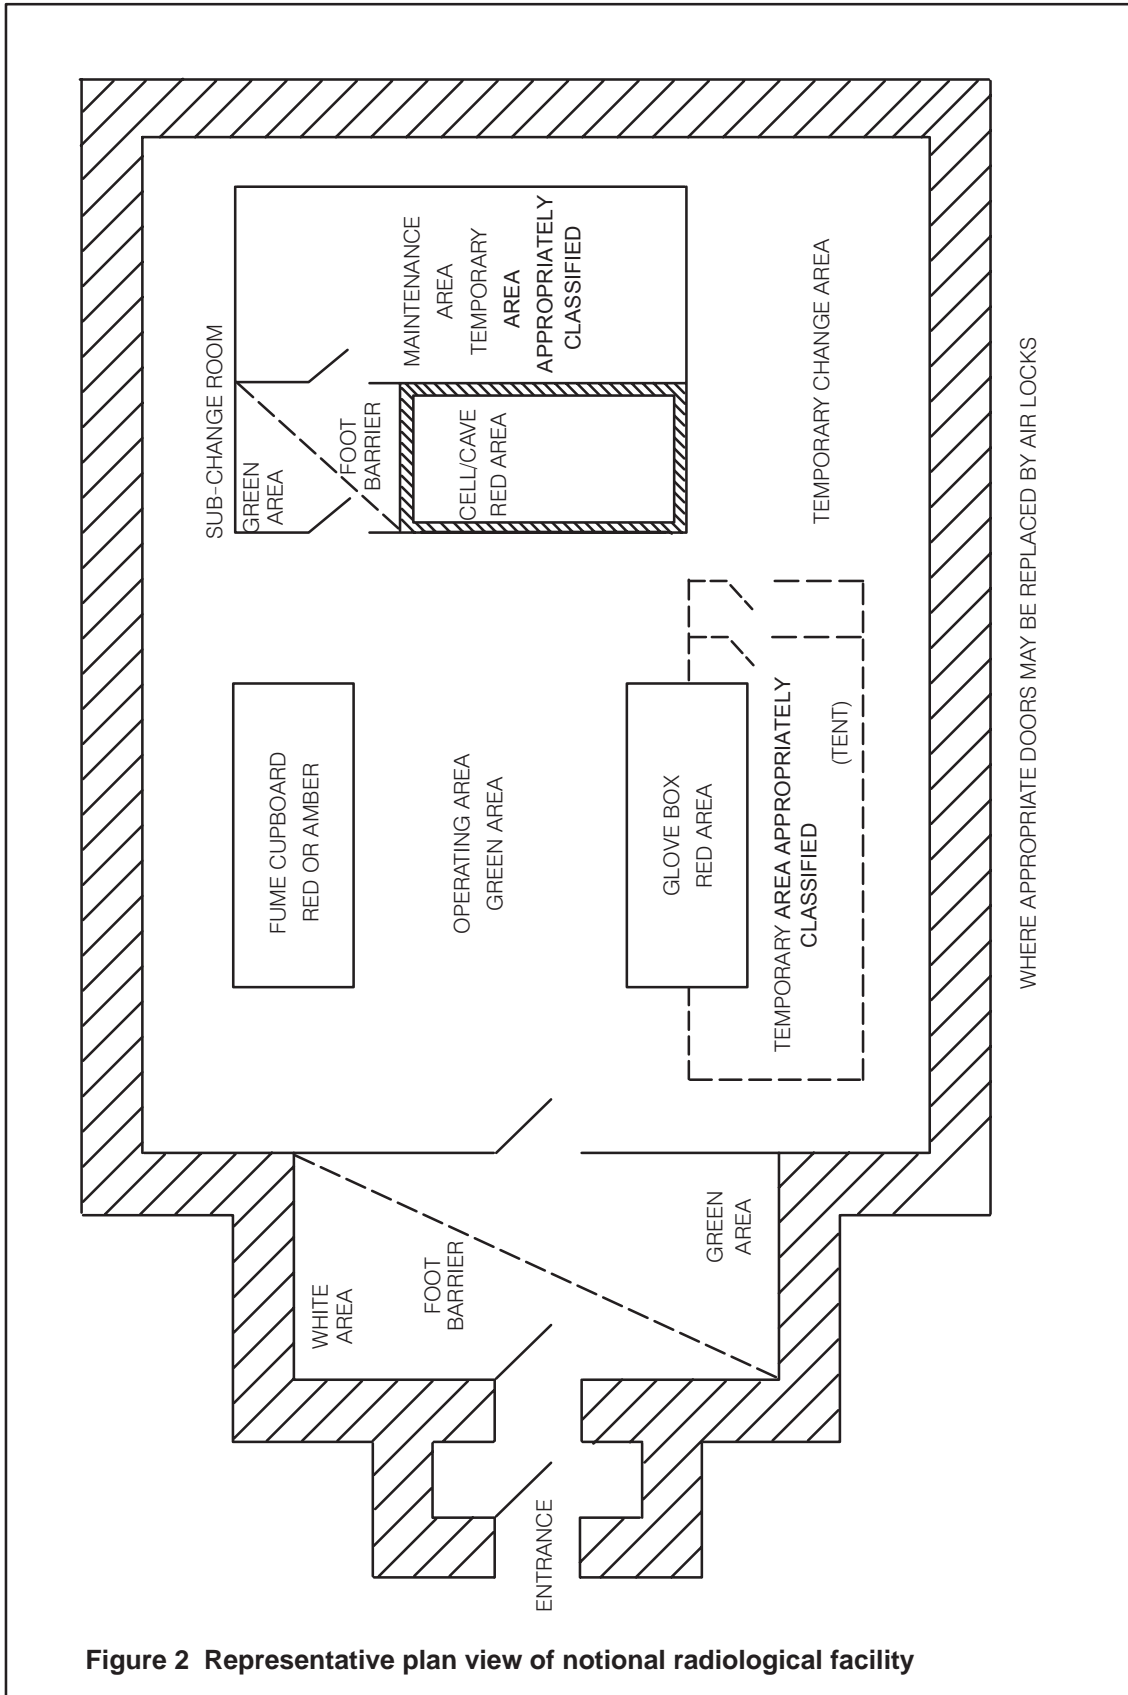 SUB-CHANGE ROOM
GREEN
AREA
FOOT
BARRIER
MAINTENANCE
AREA
TEMPORARY
AREA
APPROPRIATELY
CLASSIFIED
CELL/CAVE
RED AREA
TEMPORARY CHANGE AREA
FUME CUPBOARD
RED OR AMBER
OPERATING AREA
GREEN AREA
GLOVE BOX
RED AREA
TEMPORARY AREA APPROPRIATELY
CLASSIFIED
(TENT)
WHITE
AREA
FOOT
BARRIER
GREEN
AREA
ENTRANCE
WHERE APPROPRIATE DOORS MAY BE REPLACED BY AIR LOCKS
Figure 2 Representative plan view of notional radiological facility